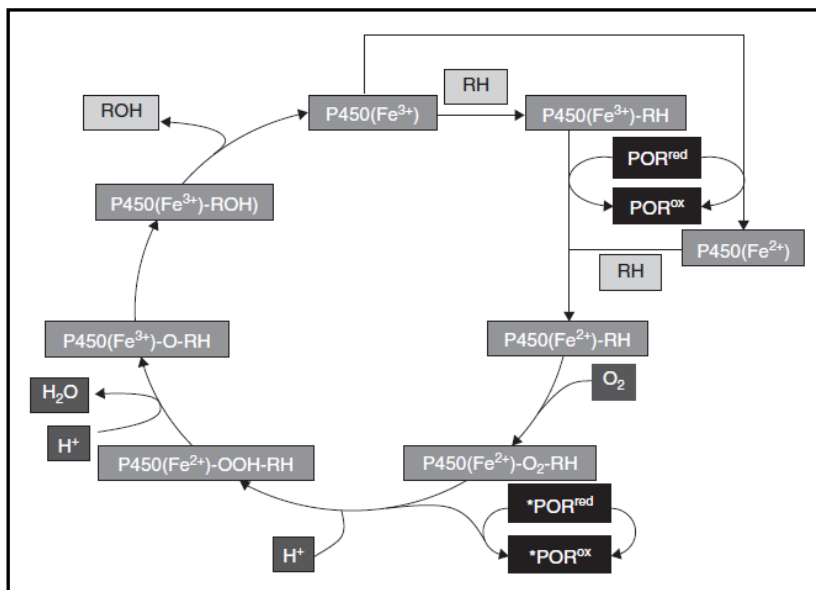 RH
ROH
P450(Fe³⁺)
P450(Fe³⁺)-RH
PORʳᵉᵈ
P450(Fe³⁺)-ROH)
PORᵒˣ
P450(Fe²⁺)
RH
P450(Fe³⁺)-O-RH
P450(Fe²⁺)-RH
O₂
H₂O
H⁺
P450(Fe²⁺)-OOH-RH
P450(Fe²⁺)-O₂-RH
*PORʳᵉᵈ
H⁺
*PORᵒˣ